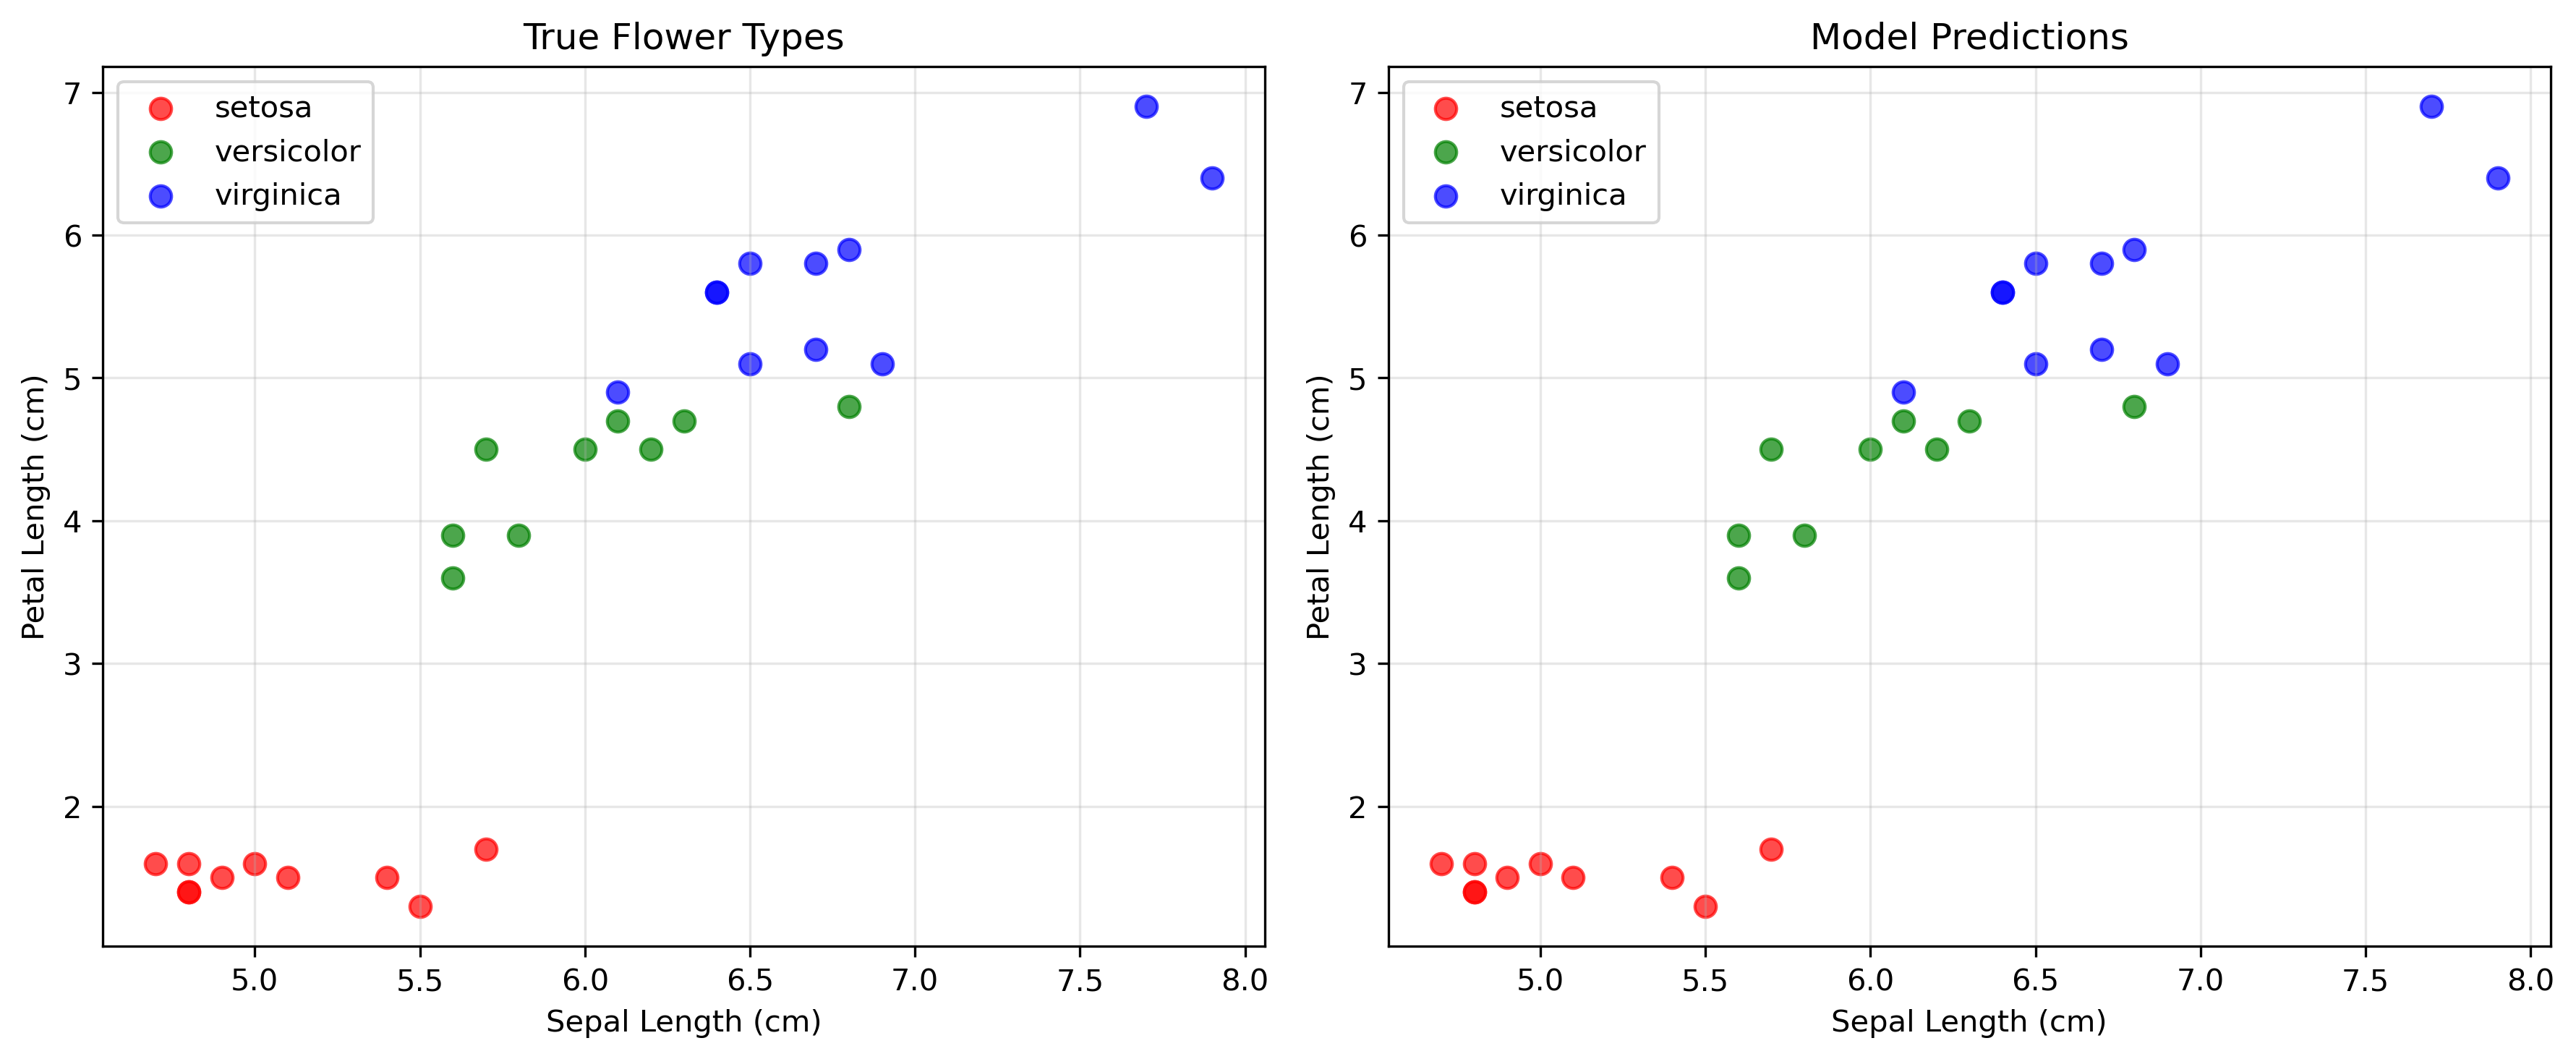 True Flower Types
setosa
versicolor
virginica
7
6
5
4
3
2
Petal Length (cm)
5.0 5.5 6.0 6.5 7.0 7.5 8.0
Sepal Length (cm)
Model Predictions
setosa
versicolor
virginica
7
6
5
4
3
2
Petal Length (cm)
5.0 5.5 6.0 6.5 7.0 7.5 8.0
Sepal Length (cm)